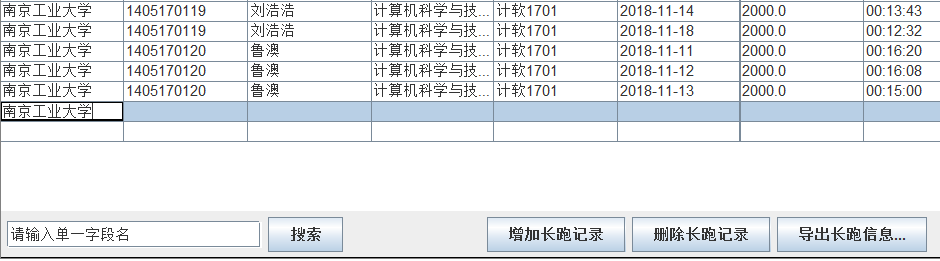 南京工业大学 1405170119 刘浩浩 计算机科学与技... 计软1701 2018-11-14 2000.0 00:13:43
南京工业大学 1405170119 刘浩浩 计算机科学与技... 计软1701 2018-11-18 2000.0 00:12:32
南京工业大学 1405170120 鲁澳 计算机科学与技... 计软1701 2018-11-11 2000.0 00:16:20
南京工业大学 1405170120 鲁澳 计算机科学与技... 计软1701 2018-11-12 2000.0 00:16:08
南京工业大学 1405170120 鲁澳 计算机科学与技... 计软1701 2018-11-13 2000.0 00:15:00
南京工业大学
请输入单一字段名 搜索 增加长跑记录 删除长跑记录 导出长跑信息...